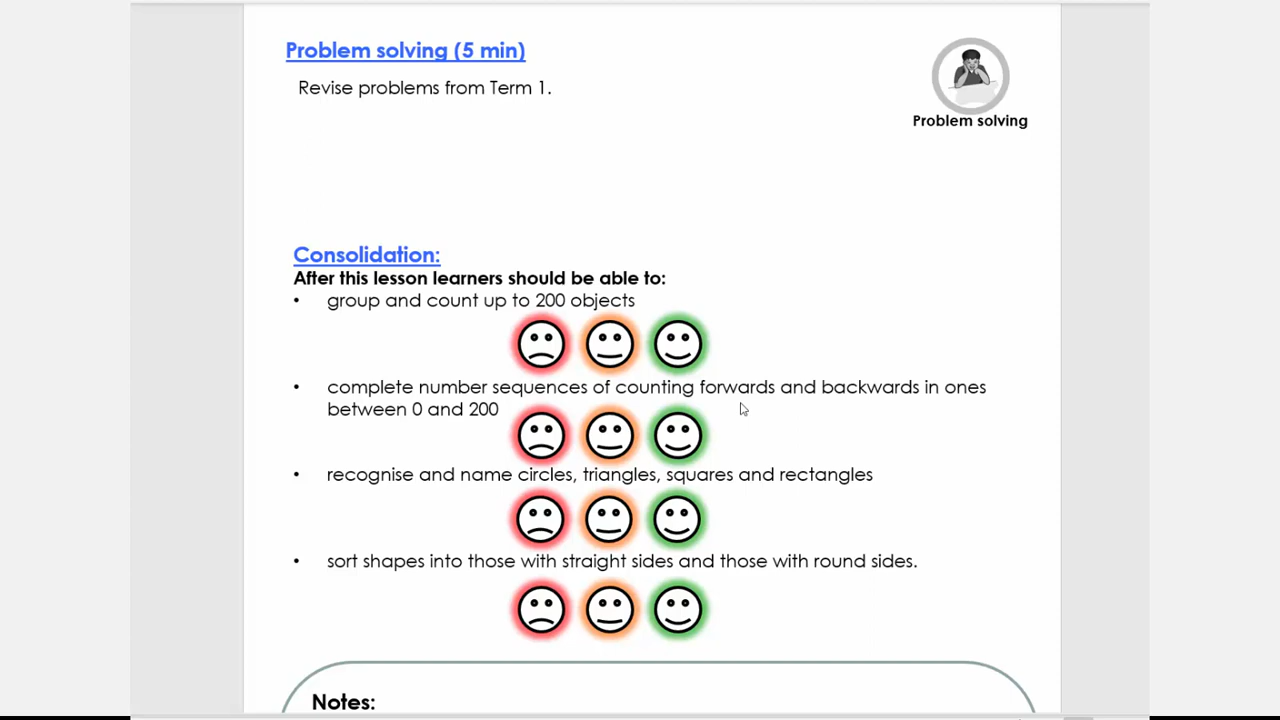 Problem solving (5 min)
Revise problems from Term 1.
Problem solving
Consolidation:
After this lesson learners should be able to:
• group and count up to 200 objects
• complete number sequences of counting forwards and backwards in ones
between 0 and 200
• recognise and name circles, triangles, squares and rectangles
• sort shapes into those with straight sides and those with round sides.
Notes: